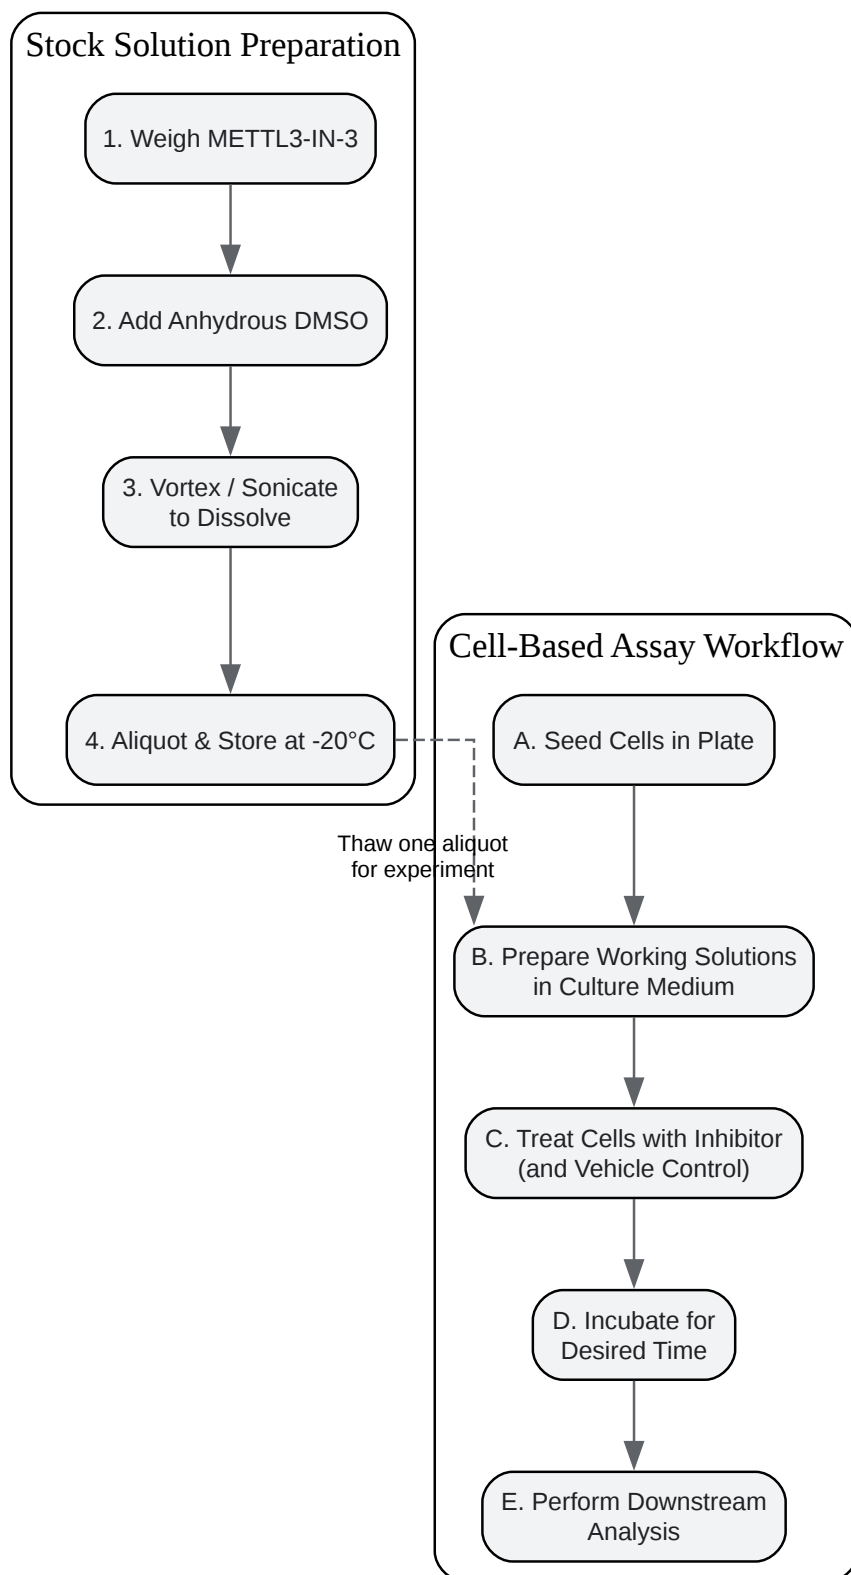 Stock Solution Preparation
1. Weigh METTL3-IN-3
2. Add Anhydrous DMSO
3. Vortex / Sonicate
to Dissolve
4. Aliquot & Store at -20°C
Thaw one aliquot
for experiment
Cell-Based Assay Workflow
A. Seed Cells in Plate
B. Prepare Working Solutions
in Culture Medium
C. Treat Cells with Inhibitor
(and Vehicle Control)
D. Incubate for
Desired Time
E. Perform Downstream
Analysis